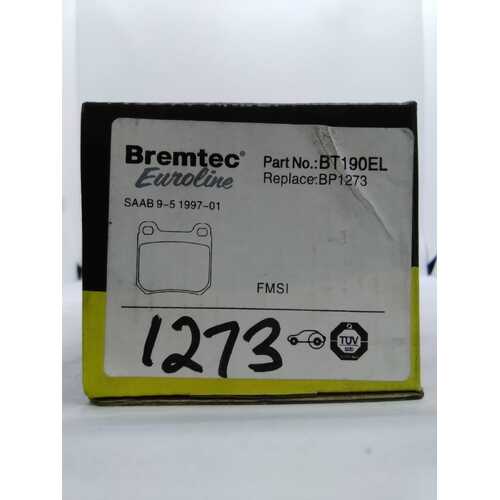 Bremtec®
Euroline
Part No.:BT190EL
Replace:BP1273
SAAB 9-5 1997-01
FMSI
1273
TÜV